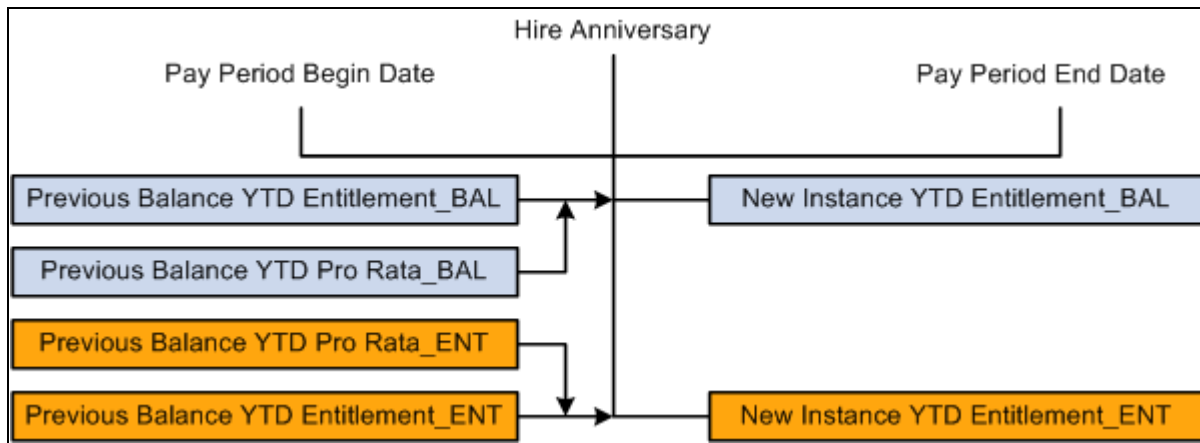 Hire Anniversary
Pay Period Begin Date
Pay Period End Date
Previous Balance YTD Entitlement_BAL
New Instance YTD Entitlement_BAL
Previous Balance YTD Pro Rata_BAL
Previous Balance YTD Pro Rata_ENT
Previous Balance YTD Entitlement_ENT
New Instance YTD Entitlement_ENT